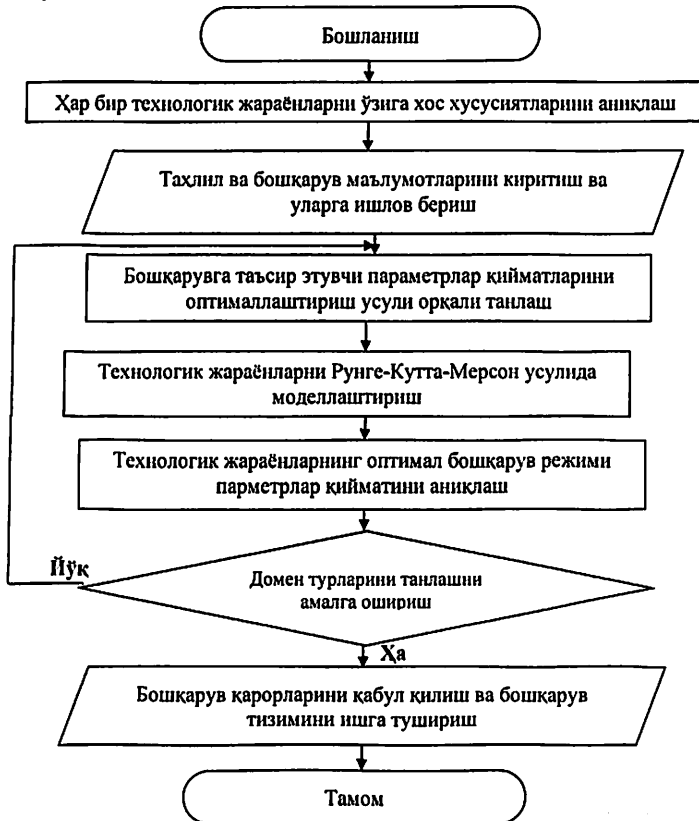 Бошланиш
Ҳар бир технологик жараёнларни ўзига хос хусусиятларини аниқлаш
Таҳлил ва бошқарув маълумотларини киритиш ва
уларга ишлов бериш
Бошқарувга таъсир этувчи параметрлар қийматларини
оптималлаштириш усули орқали танлаш
Технологик жараёнларни Рунге-Кутта-Мерсон усулида
моделлаштириш
Технологик жараёнларнинг оптимал бошқарув режими
парметрлар қийматини аниқлаш
Йўқ
Домен турларини танлашни
амалга ошириш
Ҳа
Бошқарув қарорларини қабул қилиш ва бошқарув
тизимини ишга тушириш
Тамом